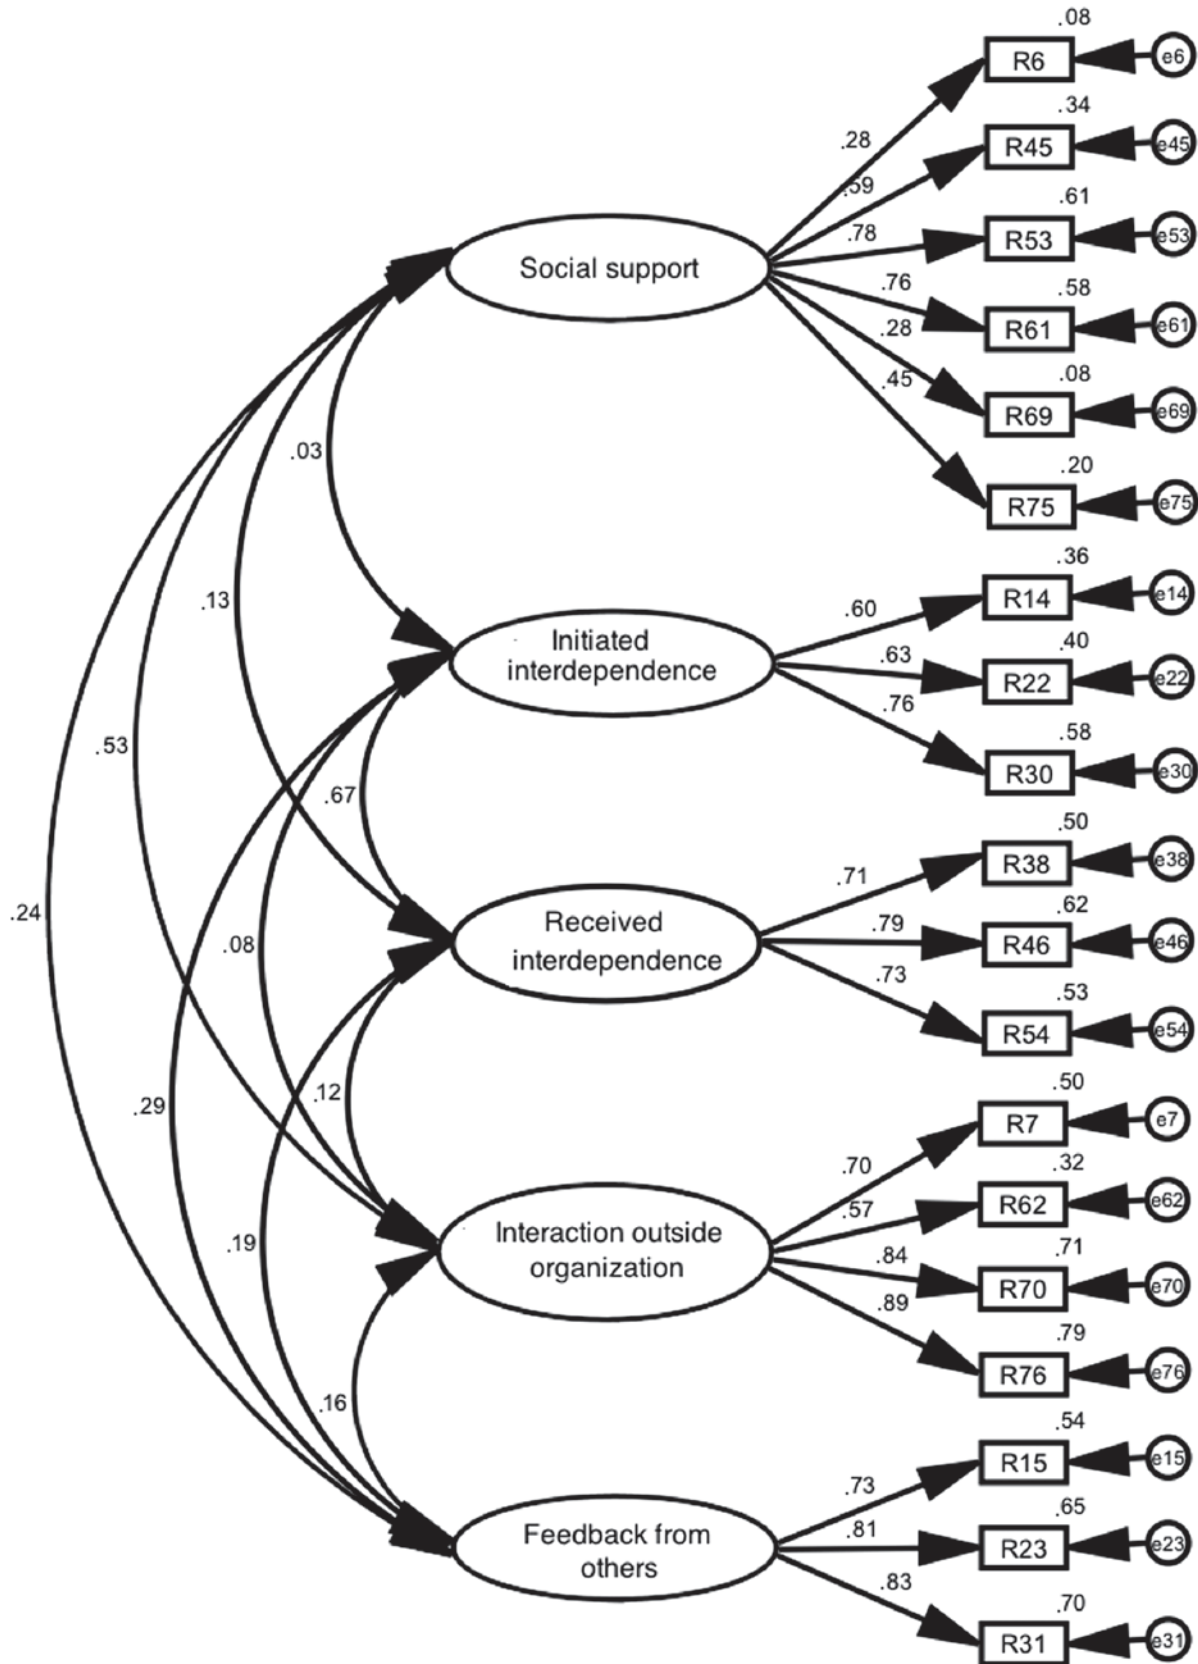 .08
R6
e6
.28
.34
R45
e45
.59
.61
R53
e53
.78
Social support
.76
.58
R61
e61
.28
.08
R69
e69
.45
.20
R75
e75
.03
.36
R14
e14
.60
.13
Initiated
interdependence
.63
.40
R22
e22
.76
.58
R30
e30
.53
.67
.50
R38
e38
.71
.24
Received
interdependence
.79
.62
R46
e46
.08
.73
.53
R54
e54
.12
.29
.50
R7
e7
.70
.32
R62
e62
.57
.19
Interaction outside
organization
.84
.71
R70
e70
.89
.79
R76
e76
.16
.54
R15
e15
.73
Feedback from
others
.81
.65
R23
e23
.83
.70
R31
e31